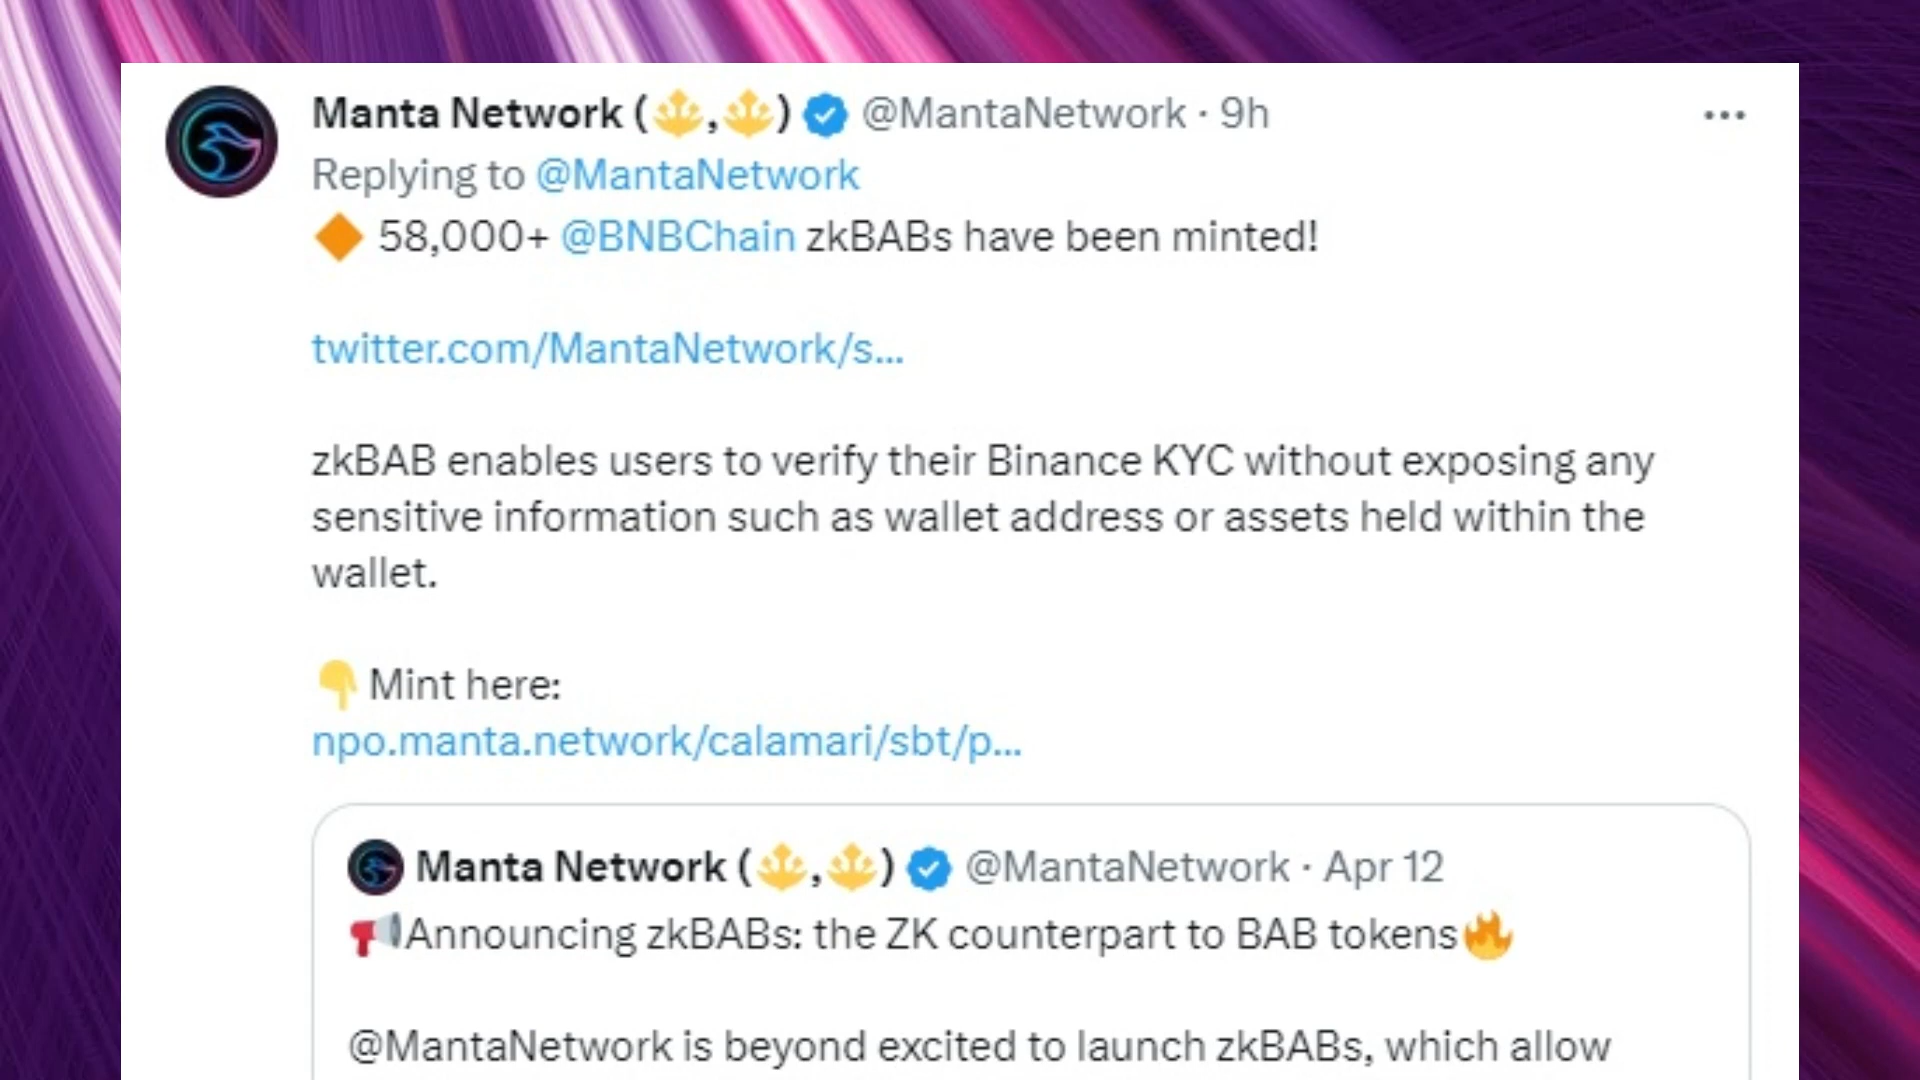 Manta Network (🔱,🔱) @MantaNetwork · 9h
Replying to @MantaNetwork
🔶 58,000+ @BNBChain zkBABs have been minted!
twitter.com/MantaNetwork/s...
zkBAB enables users to verify their Binance KYC without exposing any
sensitive information such as wallet address or assets held within the
wallet.
👇 Mint here:
npo.manta.network/calamari/sbt/p...
Manta Network (🔱,🔱) @MantaNetwork · Apr 12
📢Announcing zkBABs: the ZK counterpart to BAB tokens🔥
@MantaNetwork is beyond excited to launch zkBABs, which allow